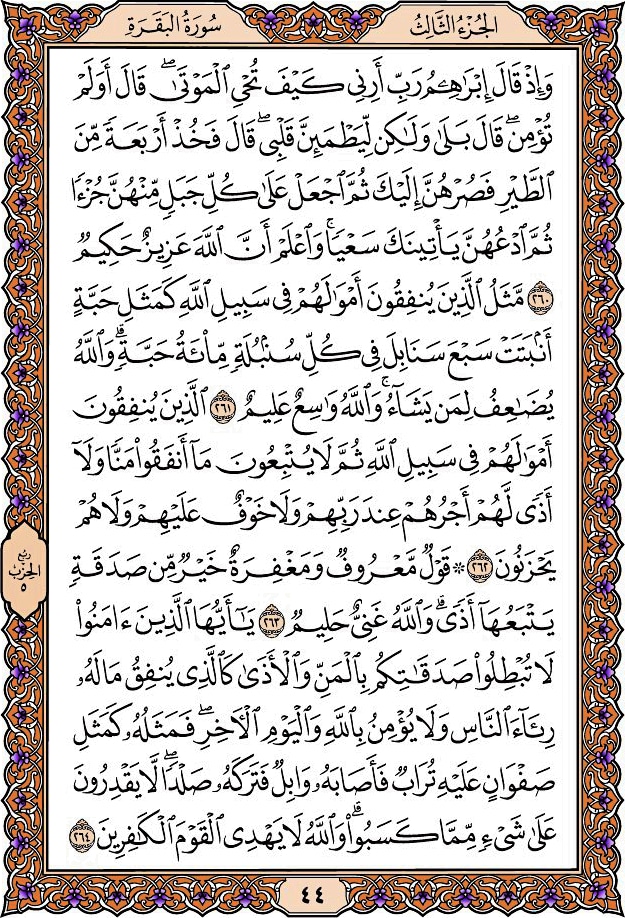 الجُزْءُ الثَّالِثُ
سُورَةُ البَقَرَةِ
وَإِذْ قَالَ إِبْرَٰهِـۧمُ رَبِّ أَرِنِى كَيْفَ تُحْىِ ٱلْمَوْتَىٰ ۖ قَالَ أَوَلَمْ
تُؤْمِن ۖ قَالَ بَلَىٰ وَلَٰكِن لِّيَطْمَئِنَّ قَلْبِى ۖ قَالَ فَخُذْ أَرْبَعَةً مِّنَ
ٱلطَّيْرِ فَصُرْهُنَّ إِلَيْكَ ثُمَّ ٱجْعَلْ عَلَىٰ كُلِّ جَبَلٍ مِّنْهُنَّ جُزْءًا
ثُمَّ ٱدْعُهُنَّ يَأْتِينَكَ سَعْيًا ۚ وَٱعْلَمْ أَنَّ ٱللَّهَ عَزِيزٌ حَكِيمٌ
٢٦٠ مَّثَلُ ٱلَّذِينَ يُنفِقُونَ أَمْوَٰلَهُمْ فِى سَبِيلِ ٱللَّهِ كَمَثَلِ حَبَّةٍ
أَنۢبَتَتْ سَبْعَ سَنَابِلَ فِى كُلِّ سُنۢبُلَةٍ مِّا۟ئَةُ حَبَّةٍ ۗ وَٱللَّهُ
يُضَٰعِفُ لِمَن يَشَآءُ ۗ وَٱللَّهُ وَٰسِعٌ عَلِيمٌ ٢٦١ ٱلَّذِينَ يُنفِقُونَ
أَمْوَٰلَهُمْ فِى سَبِيلِ ٱللَّهِ ثُمَّ لَا يُتْبِعُونَ مَآ أَنفَقُوا۟ مَنًّا وَلَآ
أَذًى لَّهُمْ أَجْرُهُمْ عِندَ رَبِّهِمْ وَلَا خَوْفٌ عَلَيْهِمْ وَلَا هُمْ
يَحْزَنُونَ ٢٦٢ ۞ قَوْلٌ مَّعْرُوفٌ وَمَغْفِرَةٌ خَيْرٌ مِّن صَدَقَةٍ
يَتْبَعُهَآ أَذًى ۗ وَٱللَّهُ غَنِىٌّ حَلِيمٌ ٢٦٣ يَٰٓأَيُّهَا ٱلَّذِينَ ءَامَنُوا۟
لَا تُبْطِلُوا۟ صَدَقَٰتِكُم بِٱلْمَنِّ وَٱلْأَذَىٰ كَٱلَّذِى يُنفِقُ مَالَهُۥ
رِئَآءَ ٱلنَّاسِ وَلَا يُؤْمِنُ بِٱللَّهِ وَٱلْيَوْمِ ٱلْءَاخِرِ ۖ فَمَثَلُهُۥ كَمَثَلِ
صَفْوَانٍ عَلَيْهِ تُرَابٌ فَأَصَابَهُۥ وَابِلٌ فَتَرَكَهُۥ صَلْدًا ۖ لَّا يَقْدِرُونَ
عَلَىٰ شَىْءٍ مِّمَّا كَسَبُوا۟ ۗ وَٱللَّهُ لَا يَهْدِى ٱلْقَوْمَ ٱلْكَٰفِرِينَ ٢٦٤
ربع
الحزب
٥
٤٤